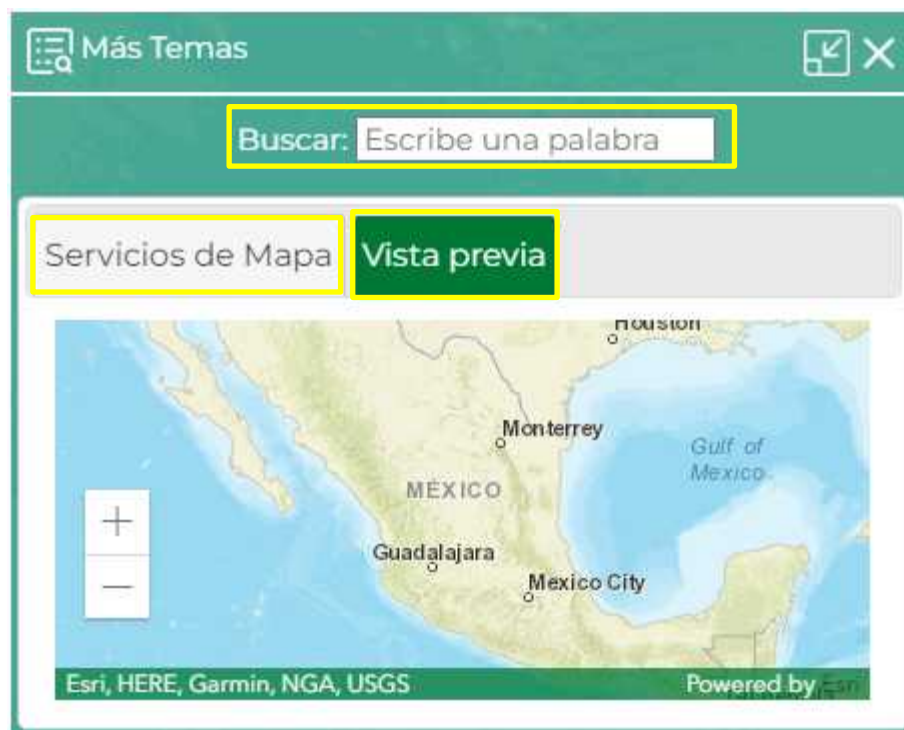 Más Temas
Buscar: Escribe una palabra
Servicios de Mapa Vista previa
Houston
Monterrey
Gulf of
Mexico
MÉXICO
Guadalajara
Mexico City
Esri, HERE, Garmin, NGA, USGS Powered by Esri